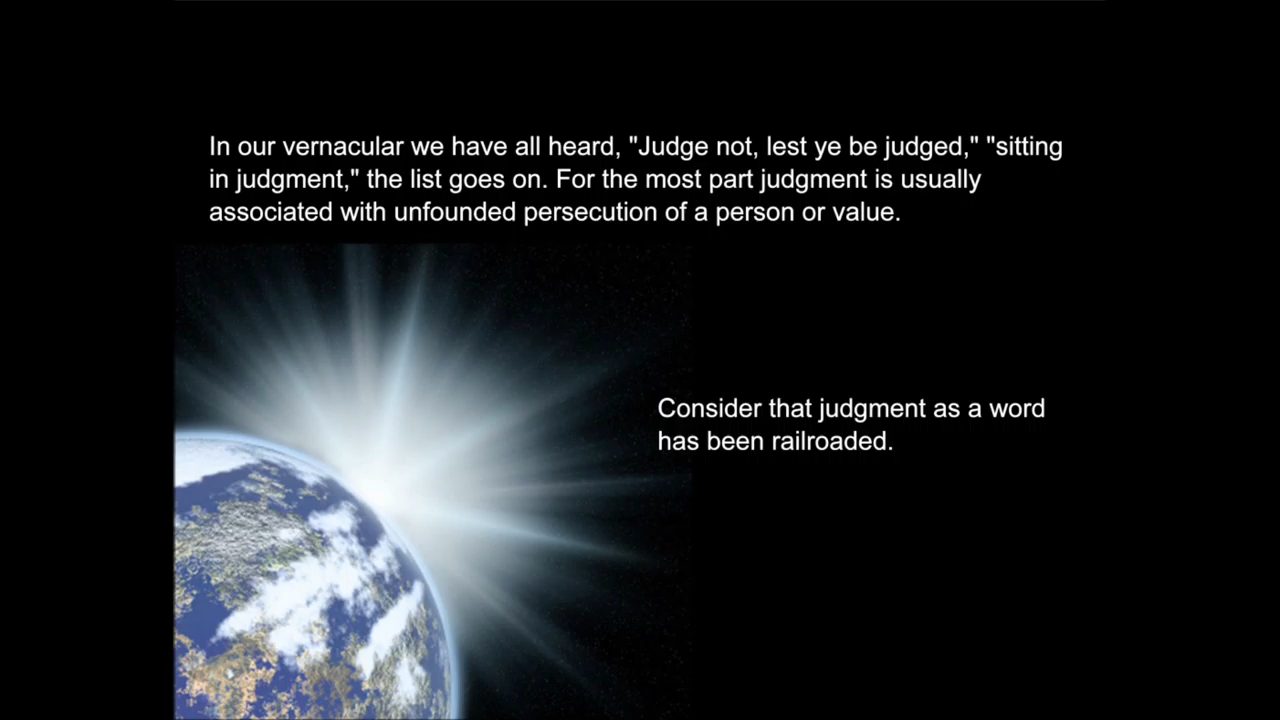 In our vernacular we have all heard, "Judge not, lest ye be judged," "sitting
in judgment," the list goes on. For the most part judgment is usually
associated with unfounded persecution of a person or value.
Consider that judgment as a word
has been railroaded.